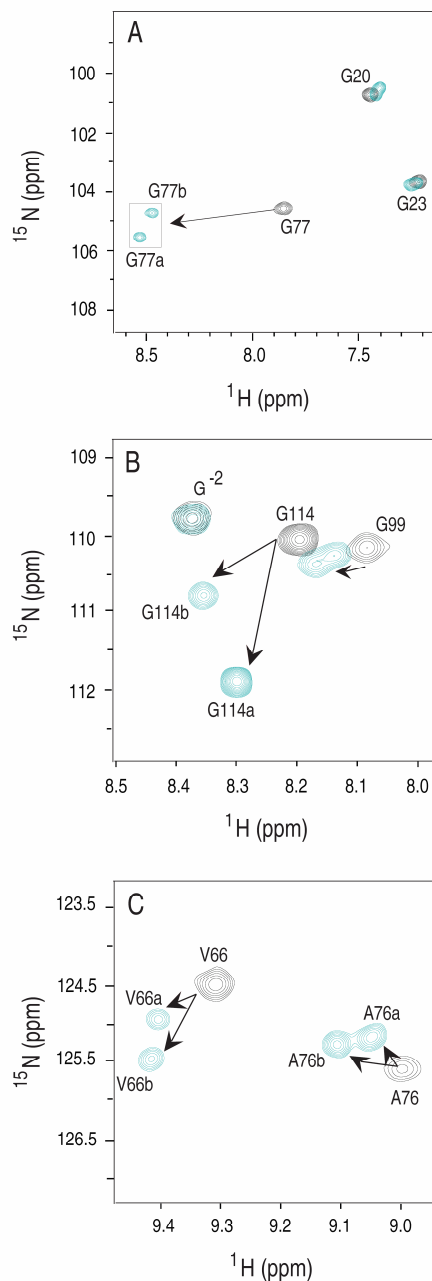 A
100
102
104
106
108
15N (ppm)
G20
G77b
G77
G23
G77a
8.5
8.0
7.5
1H (ppm)
B
109
110
111
112
15N (ppm)
G-2
G114
G99
G114b
G114a
8.5
8.4
8.3
8.2
8.1
8.0
1H (ppm)
C
123.5
124.5
125.5
126.5
15N (ppm)
V66
V66a
A76a
A76b
V66b
A76
9.4
9.3
9.2
9.1
9.0
1H (ppm)